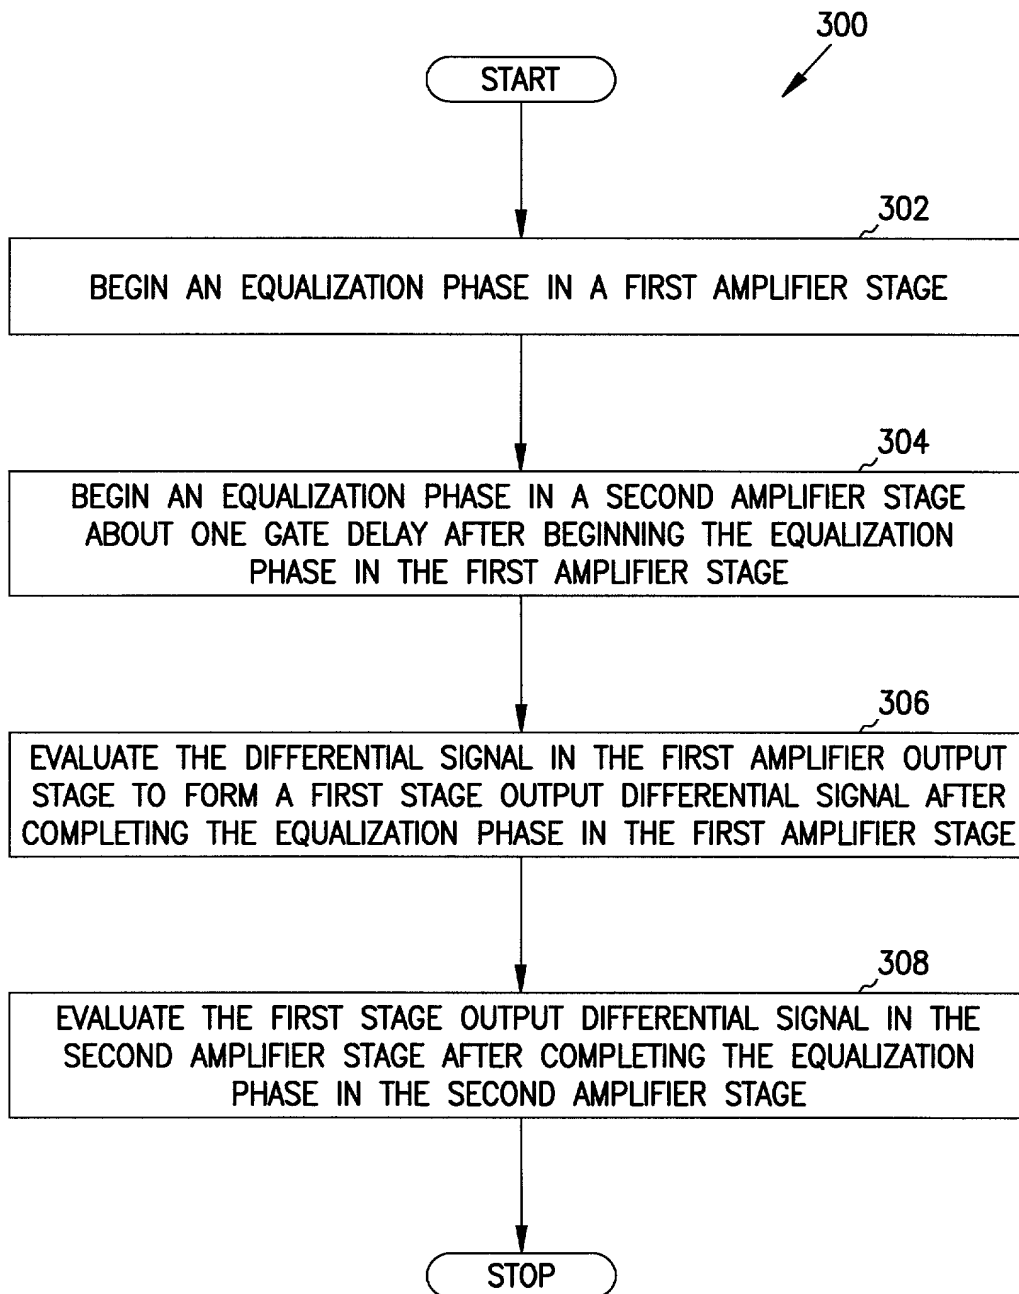 300
START
302
BEGIN AN EQUALIZATION PHASE IN A FIRST AMPLIFIER STAGE
304
BEGIN AN EQUALIZATION PHASE IN A SECOND AMPLIFIER STAGE
ABOUT ONE GATE DELAY AFTER BEGINNING THE EQUALIZATION
PHASE IN THE FIRST AMPLIFIER STAGE
306
EVALUATE THE DIFFERENTIAL SIGNAL IN THE FIRST AMPLIFIER OUTPUT
STAGE TO FORM A FIRST STAGE OUTPUT DIFFERENTIAL SIGNAL AFTER
COMPLETING THE EQUALIZATION PHASE IN THE FIRST AMPLIFIER STAGE
308
EVALUATE THE FIRST STAGE OUTPUT DIFFERENTIAL SIGNAL IN THE
SECOND AMPLIFIER STAGE AFTER COMPLETING THE EQUALIZATION
PHASE IN THE SECOND AMPLIFIER STAGE
STOP